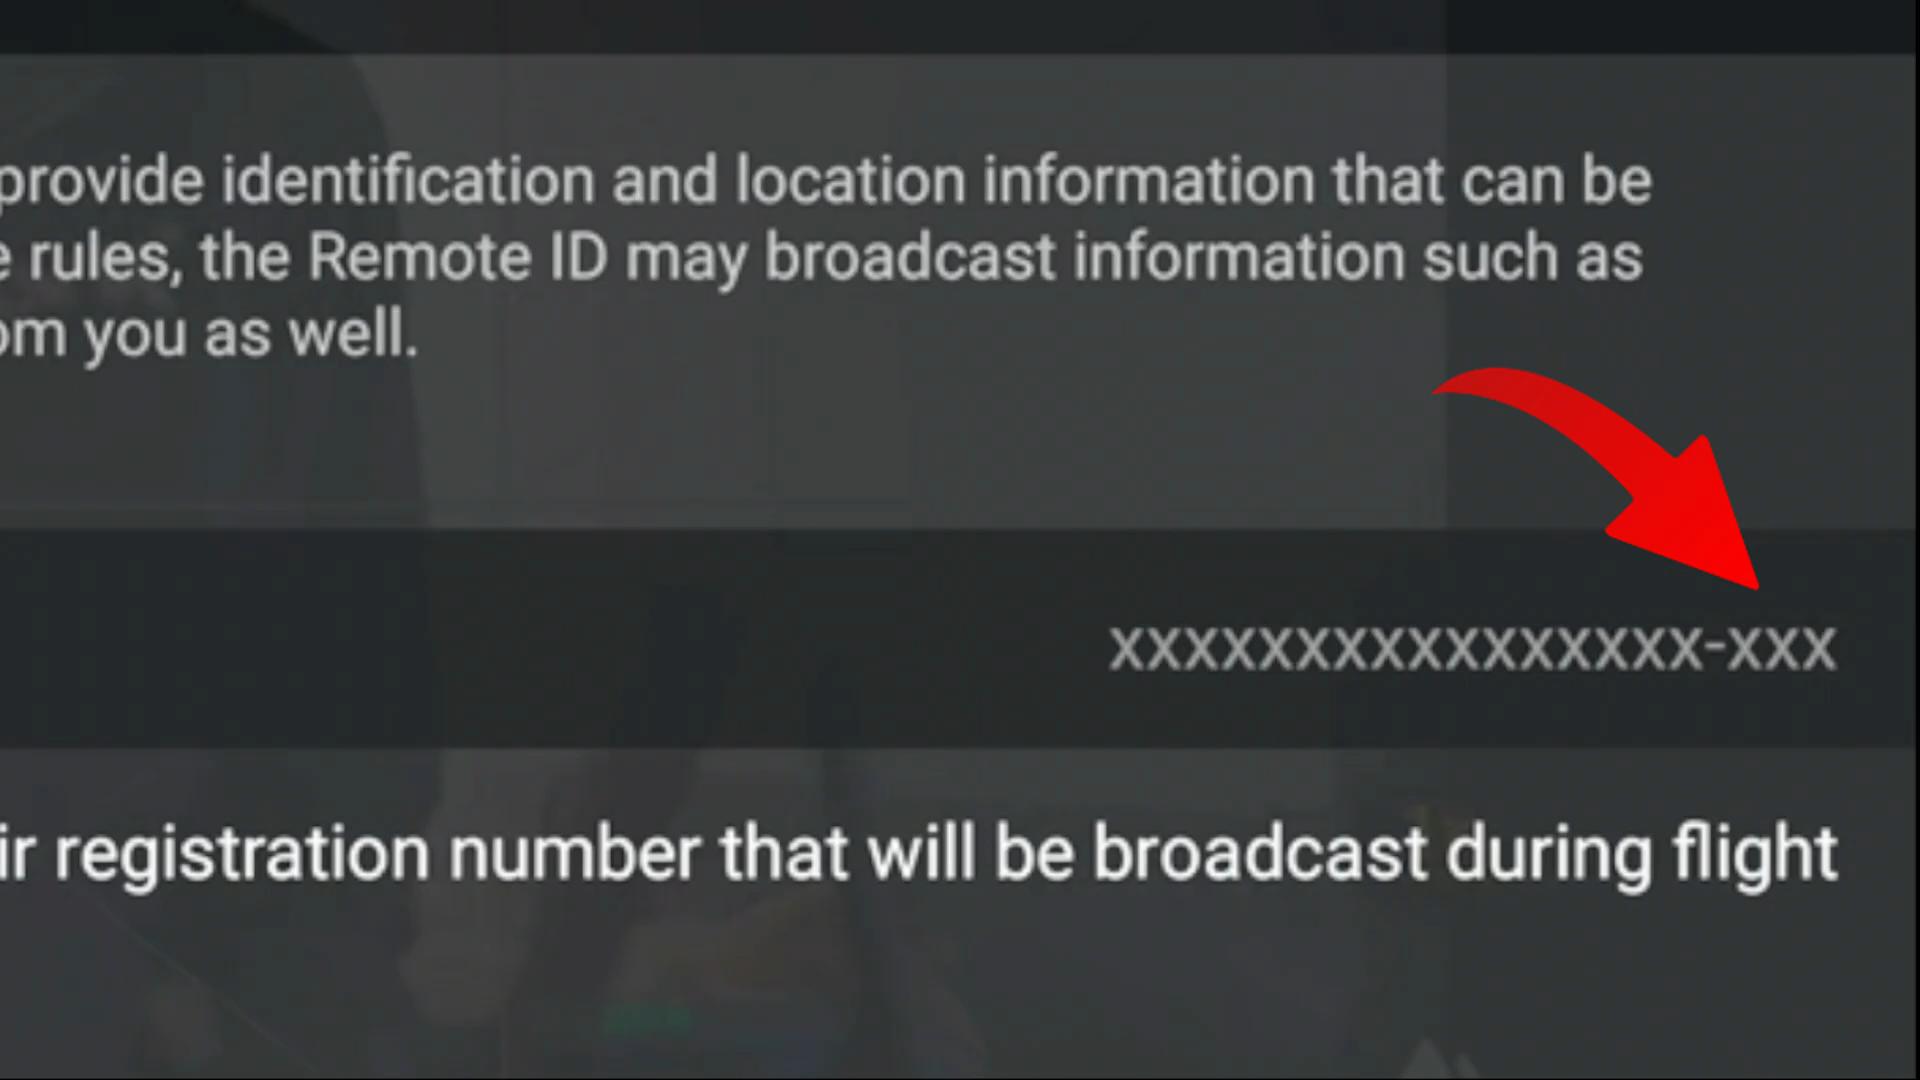 provide identification and location information that can be
e rules, the Remote ID may broadcast information such as
om you as well.
xxxxxxxxxxxxxxxx-xxx
ir registration number that will be broadcast during flight